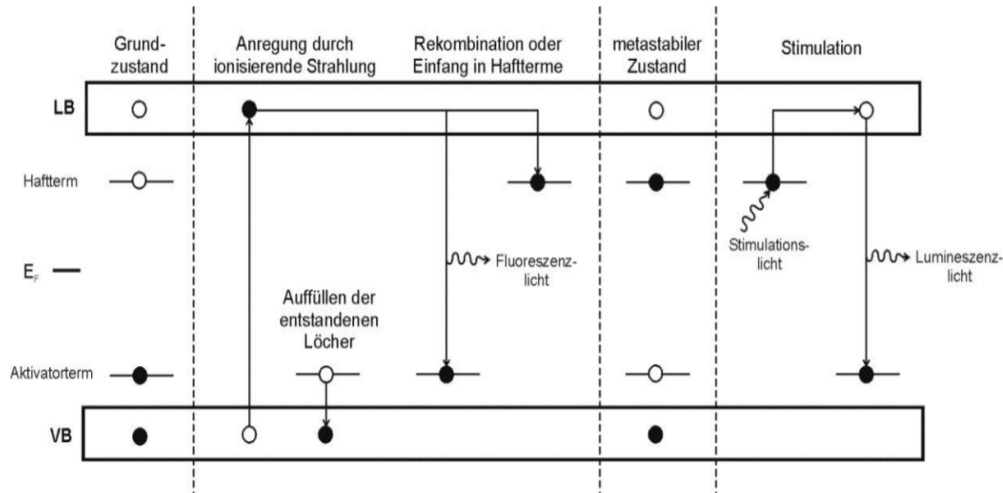 Grund-
zustand
Anregung durch
ionisierende Strahlung
Rekombination oder
Einfang in Haftterme
metastabiler
Zustand
Stimulation
LB
Haftterm
Stimulations-
licht
E_F
Fluoreszenz-
licht
Lumineszenz-
licht
Auffüllen der
entstandenen
Löcher
Aktivatorterm
VB